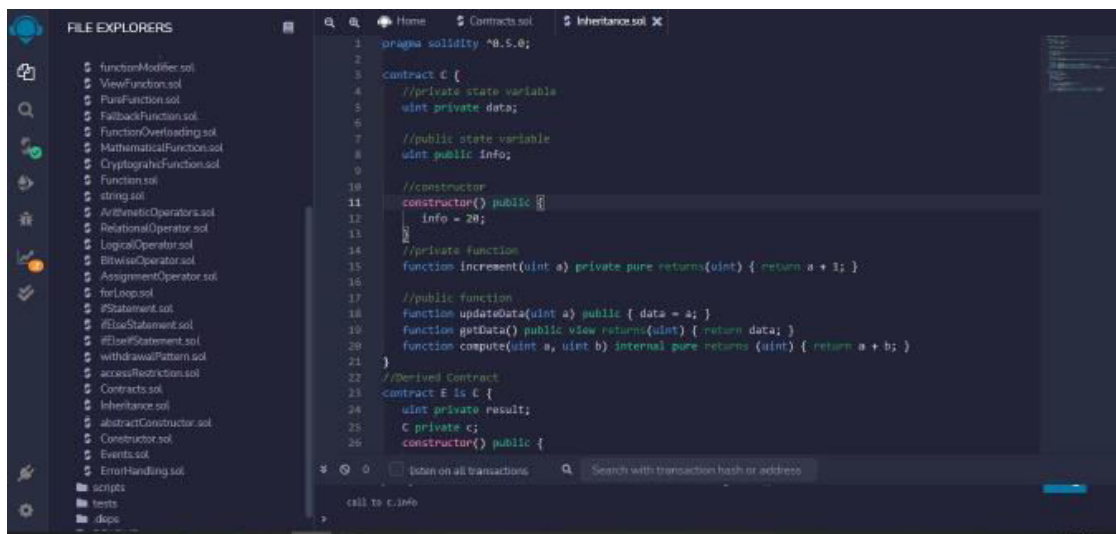 FILE EXPLORERS
functionModifier.sol
ViewFunction.sol
PureFunction.sol
FallbackFunction.sol
FunctionOverloading.sol
MathematicalFunction.sol
CryptograhicFunction.sol
Function.sol
string.sol
ArithmeticOperators.sol
RelationalOperator.sol
LogicalOperator.sol
BitwiseOperator.sol
AssignmentOperator.sol
forLoop.sol
ifStatement.sol
ifElseStatement.sol
ifElseifStatement.sol
withdrawalPattern.sol
accessRestriction.sol
Contracts.sol
Inheritance.sol
abstractConstructor.sol
Constructor.sol
Events.sol
ErrorHandling.sol
scripts
tests
.deps
Home Contracts.sol Inheritance.sol
1 pragma solidity ^0.5.0;
2
3 contract C {
4 //private state variable
5 uint private data;
6
7 //public state variable
8 uint public info;
9
10 //constructor
11 constructor() public {
12 info = 20;
13 }
14 //private function
15 function increment(uint a) private pure returns(uint) { return a + 1; }
16
17 //public function
18 function updateData(uint a) public { data = a; }
19 function getData() public view returns(uint) { return data; }
20 function compute(uint a, uint b) internal pure returns (uint) { return a + b; }
21 }
22 //Derived Contract
23 contract E is C {
24 uint private result;
25 C private c;
26 constructor() public {
0 listen on all transactions Search with transaction hash or address
call to c.info
>